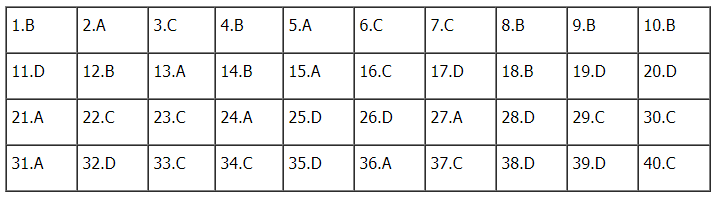 1.B 2.A 3.C 4.B 5.A 6.C 7.C 8.B 9.B 10.B
11.D 12.B 13.A 14.B 15.A 16.C 17.D 18.B 19.D 20.D
21.A 22.C 23.C 24.A 25.D 26.D 27.A 28.D 29.C 30.C
31.A 32.D 33.C 34.C 35.D 36.A 37.C 38.D 39.D 40.C